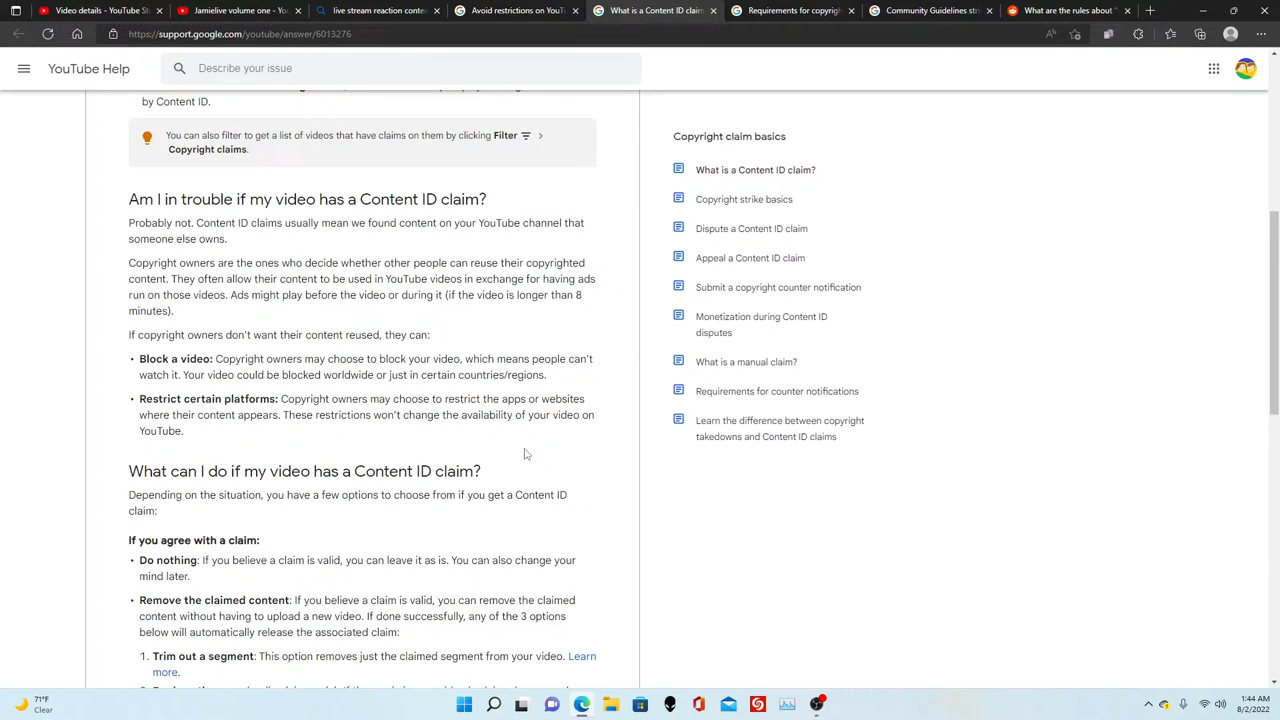 Video details - YouTube S
Jamielive volume one - You
live stream reaction conten
Avoid restrictions on YouTu
What is a Content ID claim
Requirements for copyrigh
Community Guidelines stri
What are the rules about "
https://support.google.com/youtube/answer/6013276
YouTube Help
Describe your issue
by Content ID.
You can also filter to get a list of videos that have claims on them by clicking Filter >
Copyright claims.
Am I in trouble if my video has a Content ID claim?
Probably not. Content ID claims usually mean we found content on your YouTube channel that
someone else owns.
Copyright owners are the ones who decide whether other people can reuse their copyrighted
content. They often allow their content to be used in YouTube videos in exchange for having ads
run on those videos. Ads might play before the video or during it (if the video is longer than 8
minutes).
If copyright owners don't want their content reused, they can:
• Block a video: Copyright owners may choose to block your video, which means people can't
watch it. Your video could be blocked worldwide or just in certain countries/regions.
• Restrict certain platforms: Copyright owners may choose to restrict the apps or websites
where their content appears. These restrictions won't change the availability of your video on
YouTube.
What can I do if my video has a Content ID claim?
Depending on the situation, you have a few options to choose from if you get a Content ID
claim:
If you agree with a claim:
• Do nothing: If you believe a claim is valid, you can leave it as is. You can also change your
mind later.
• Remove the claimed content: If you believe a claim is valid, you can remove the claimed
content without having to upload a new video. If done successfully, any of the 3 options
below will automatically release the associated claim:
1. Trim out a segment: This option removes just the claimed segment from your video. Learn
more.
Copyright claim basics
What is a Content ID claim?
Copyright strike basics
Dispute a Content ID claim
Appeal a Content ID claim
Submit a copyright counter notification
Monetization during Content ID
disputes
What is a manual claim?
Requirements for counter notifications
Learn the difference between copyright
takedowns and Content ID claims
71°F
Clear
1:44 AM
8/2/2022